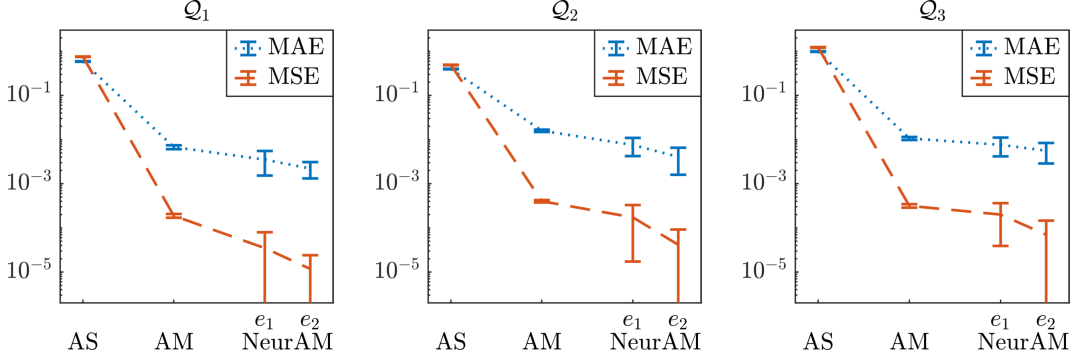 𝒬₁
MAE
MSE
10⁻¹
10⁻³
10⁻⁵
e₁ e₂
AS AM NeurAM
𝒬₂
MAE
MSE
10⁻¹
10⁻³
10⁻⁵
e₁ e₂
AS AM NeurAM
𝒬₃
MAE
MSE
10⁻¹
10⁻³
10⁻⁵
e₁ e₂
AS AM NeurAM